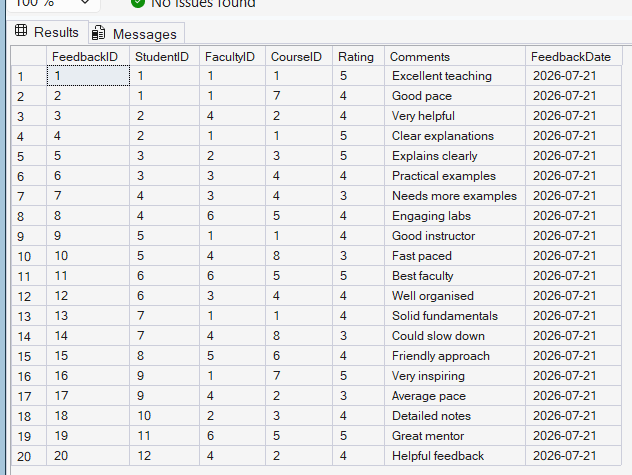 100 %
No issues found
Results Messages
FeedbackID StudentID FacultyID CourseID Rating Comments FeedbackDate
1 1 1 1 1 5 Excellent teaching 2026-07-21
2 2 1 1 7 4 Good pace 2026-07-21
3 3 2 4 2 4 Very helpful 2026-07-21
4 4 2 1 1 5 Clear explanations 2026-07-21
5 5 3 2 3 5 Explains clearly 2026-07-21
6 6 3 3 4 4 Practical examples 2026-07-21
7 7 4 3 4 3 Needs more examples 2026-07-21
8 8 4 6 5 4 Engaging labs 2026-07-21
9 9 5 1 1 4 Good instructor 2026-07-21
10 10 5 4 8 3 Fast paced 2026-07-21
11 11 6 6 5 5 Best faculty 2026-07-21
12 12 6 3 4 4 Well organised 2026-07-21
13 13 7 1 1 4 Solid fundamentals 2026-07-21
14 14 7 4 8 3 Could slow down 2026-07-21
15 15 8 5 6 4 Friendly approach 2026-07-21
16 16 9 1 7 5 Very inspiring 2026-07-21
17 17 9 4 2 3 Average pace 2026-07-21
18 18 10 2 3 4 Detailed notes 2026-07-21
19 19 11 6 5 5 Great mentor 2026-07-21
20 20 12 4 2 4 Helpful feedback 2026-07-21